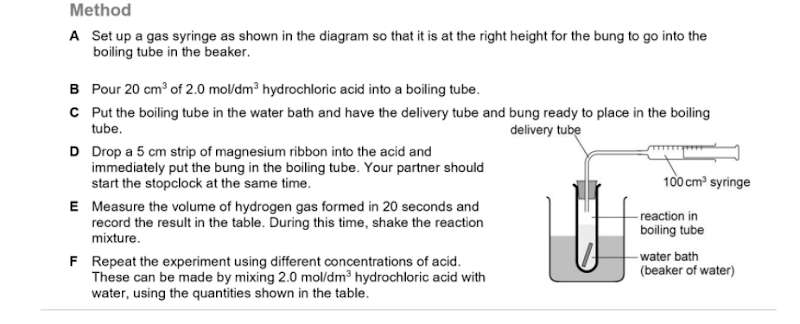 Method
A Set up a gas syringe as shown in the diagram so that it is at the right height for the bung to go into the
boiling tube in the beaker.
B Pour 20 cm³ of 2.0 mol/dm³ hydrochloric acid into a boiling tube.
C Put the boiling tube in the water bath and have the delivery tube and bung ready to place in the boiling
tube.
D Drop a 5 cm strip of magnesium ribbon into the acid and
immediately put the bung in the boiling tube. Your partner should
start the stopclock at the same time.
E Measure the volume of hydrogen gas formed in 20 seconds and
record the result in the table. During this time, shake the reaction
mixture.
F Repeat the experiment using different concentrations of acid.
These can be made by mixing 2.0 mol/dm³ hydrochloric acid with
water, using the quantities shown in the table.
delivery tube
100 cm³ syringe
reaction in
boiling tube
water bath
(beaker of water)